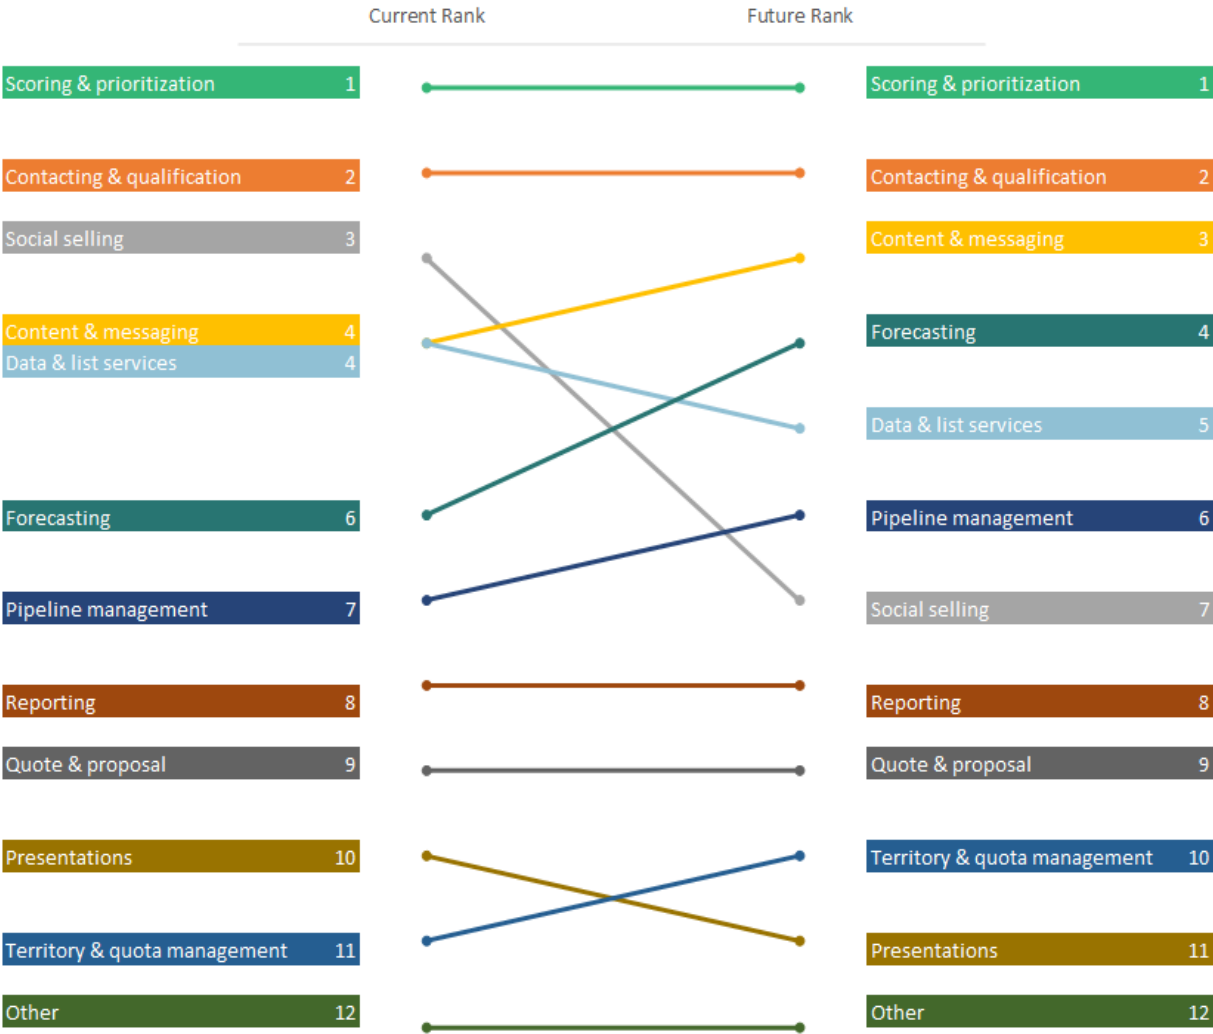 Current Rank Future Rank
Scoring & prioritization 1 Scoring & prioritization 1
Contacting & qualification 2 Contacting & qualification 2
Social selling 3 Content & messaging 3
Content & messaging 4 Forecasting 4
Data & list services 4
Data & list services 5
Forecasting 6 Pipeline management 6
Pipeline management 7 Social selling 7
Reporting 8 Reporting 8
Quote & proposal 9 Quote & proposal 9
Presentations 10 Territory & quota management 10
Territory & quota management 11 Presentations 11
Other 12 Other 12